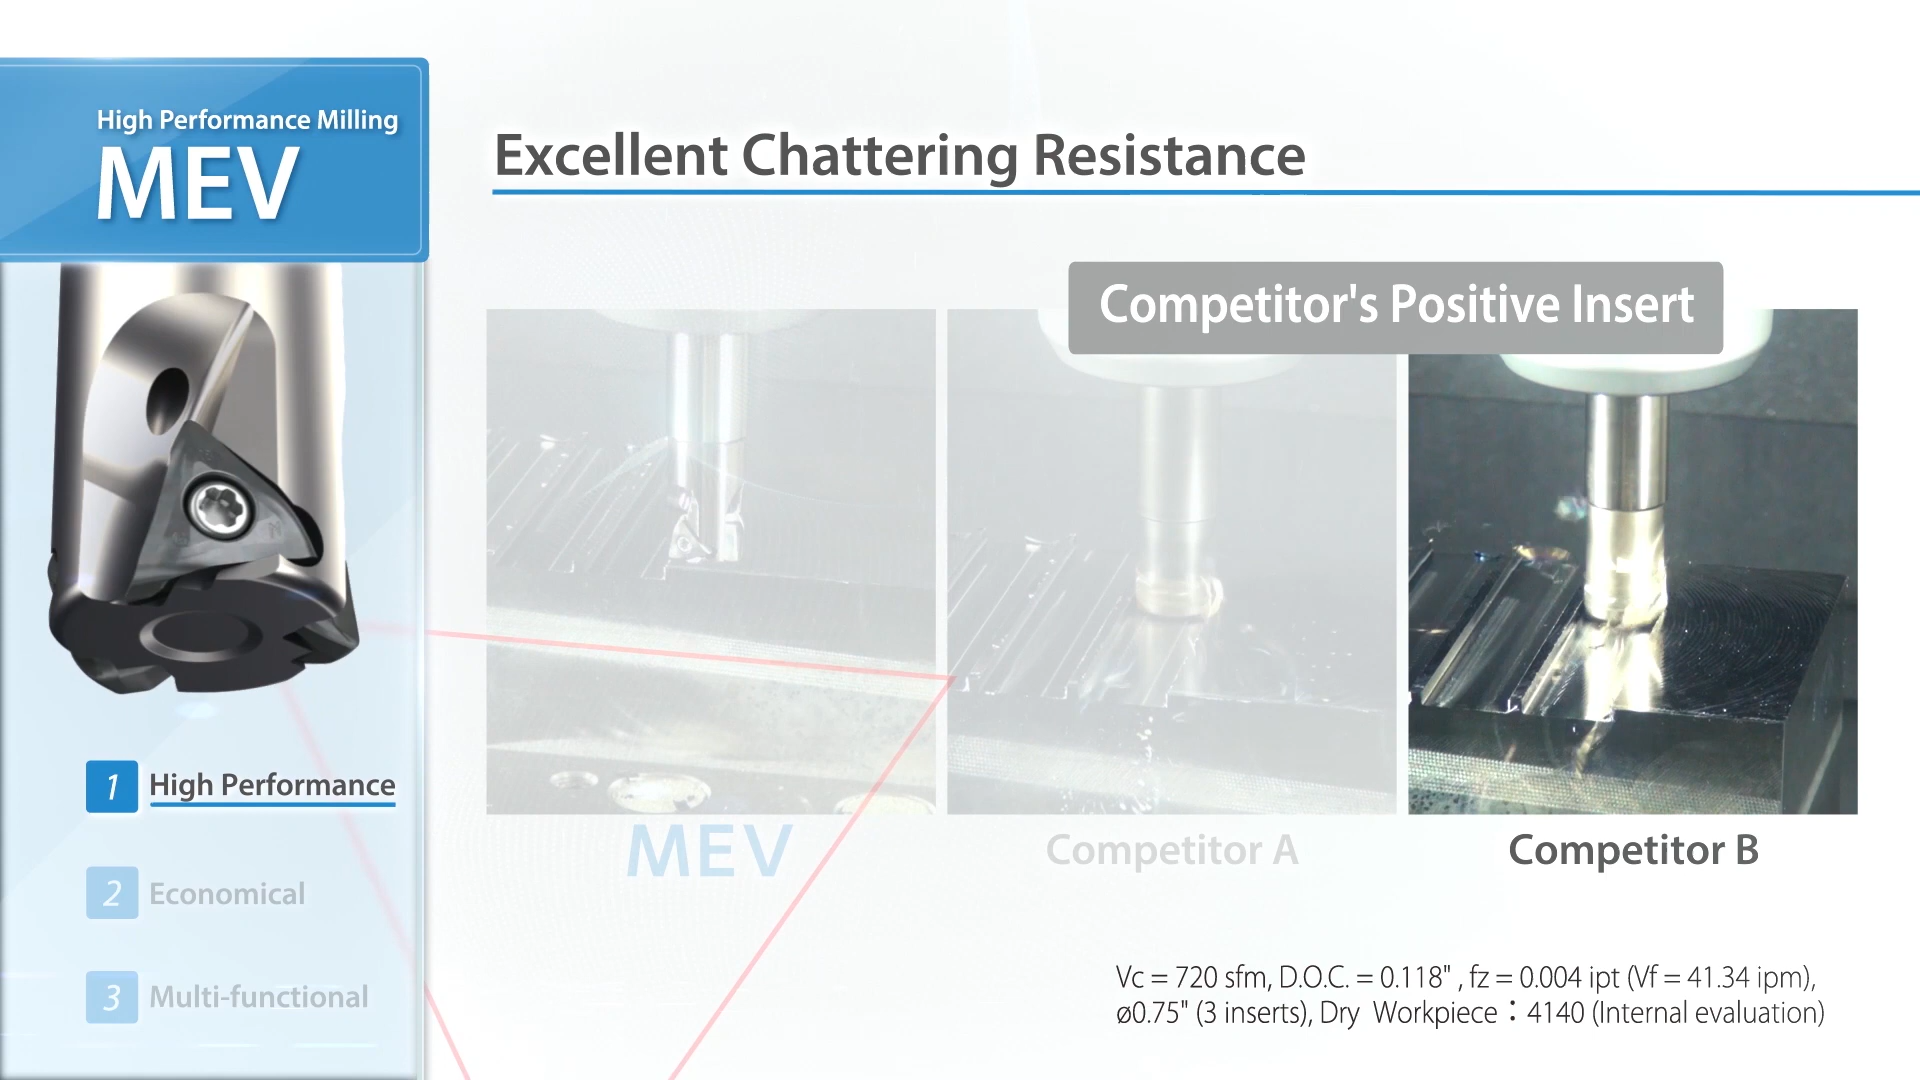 High Performance Milling
MEV
Excellent Chattering Resistance
Competitor's Positive Insert
MEV
Competitor A
Competitor B
1 High Performance
2 Economical
3 Multi-functional
Vc = 720 sfm, D.O.C. = 0.118" , fz = 0.004 ipt (Vf = 41.34 ipm),
ø0.75" (3 inserts), Dry Workpiece : 4140 (Internal evaluation)